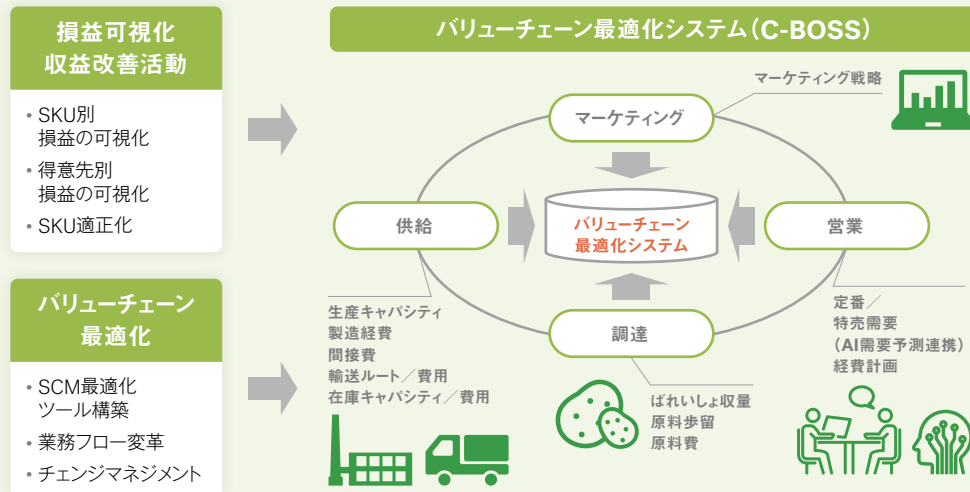 損益可視化
収益改善活動
・SKU別
損益の可視化
・得意先別
損益の可視化
・SKU適正化
バリューチェーン
最適化
・SCM最適化
ツール構築
・業務フロー変革
・チェンジマネジメント
バリューチェーン最適化システム(C-BOSS)
マーケティング戦略
マーケティング
供給
バリューチェーン
最適化システム
営業
調達
生産キャパシティ
製造経費
間接費
輸送ルート/費用
在庫キャパシティ/費用
ばれいしょ収量
原料歩留
原料費
定番/
特売需要
(AI需要予測連携)
経費計画